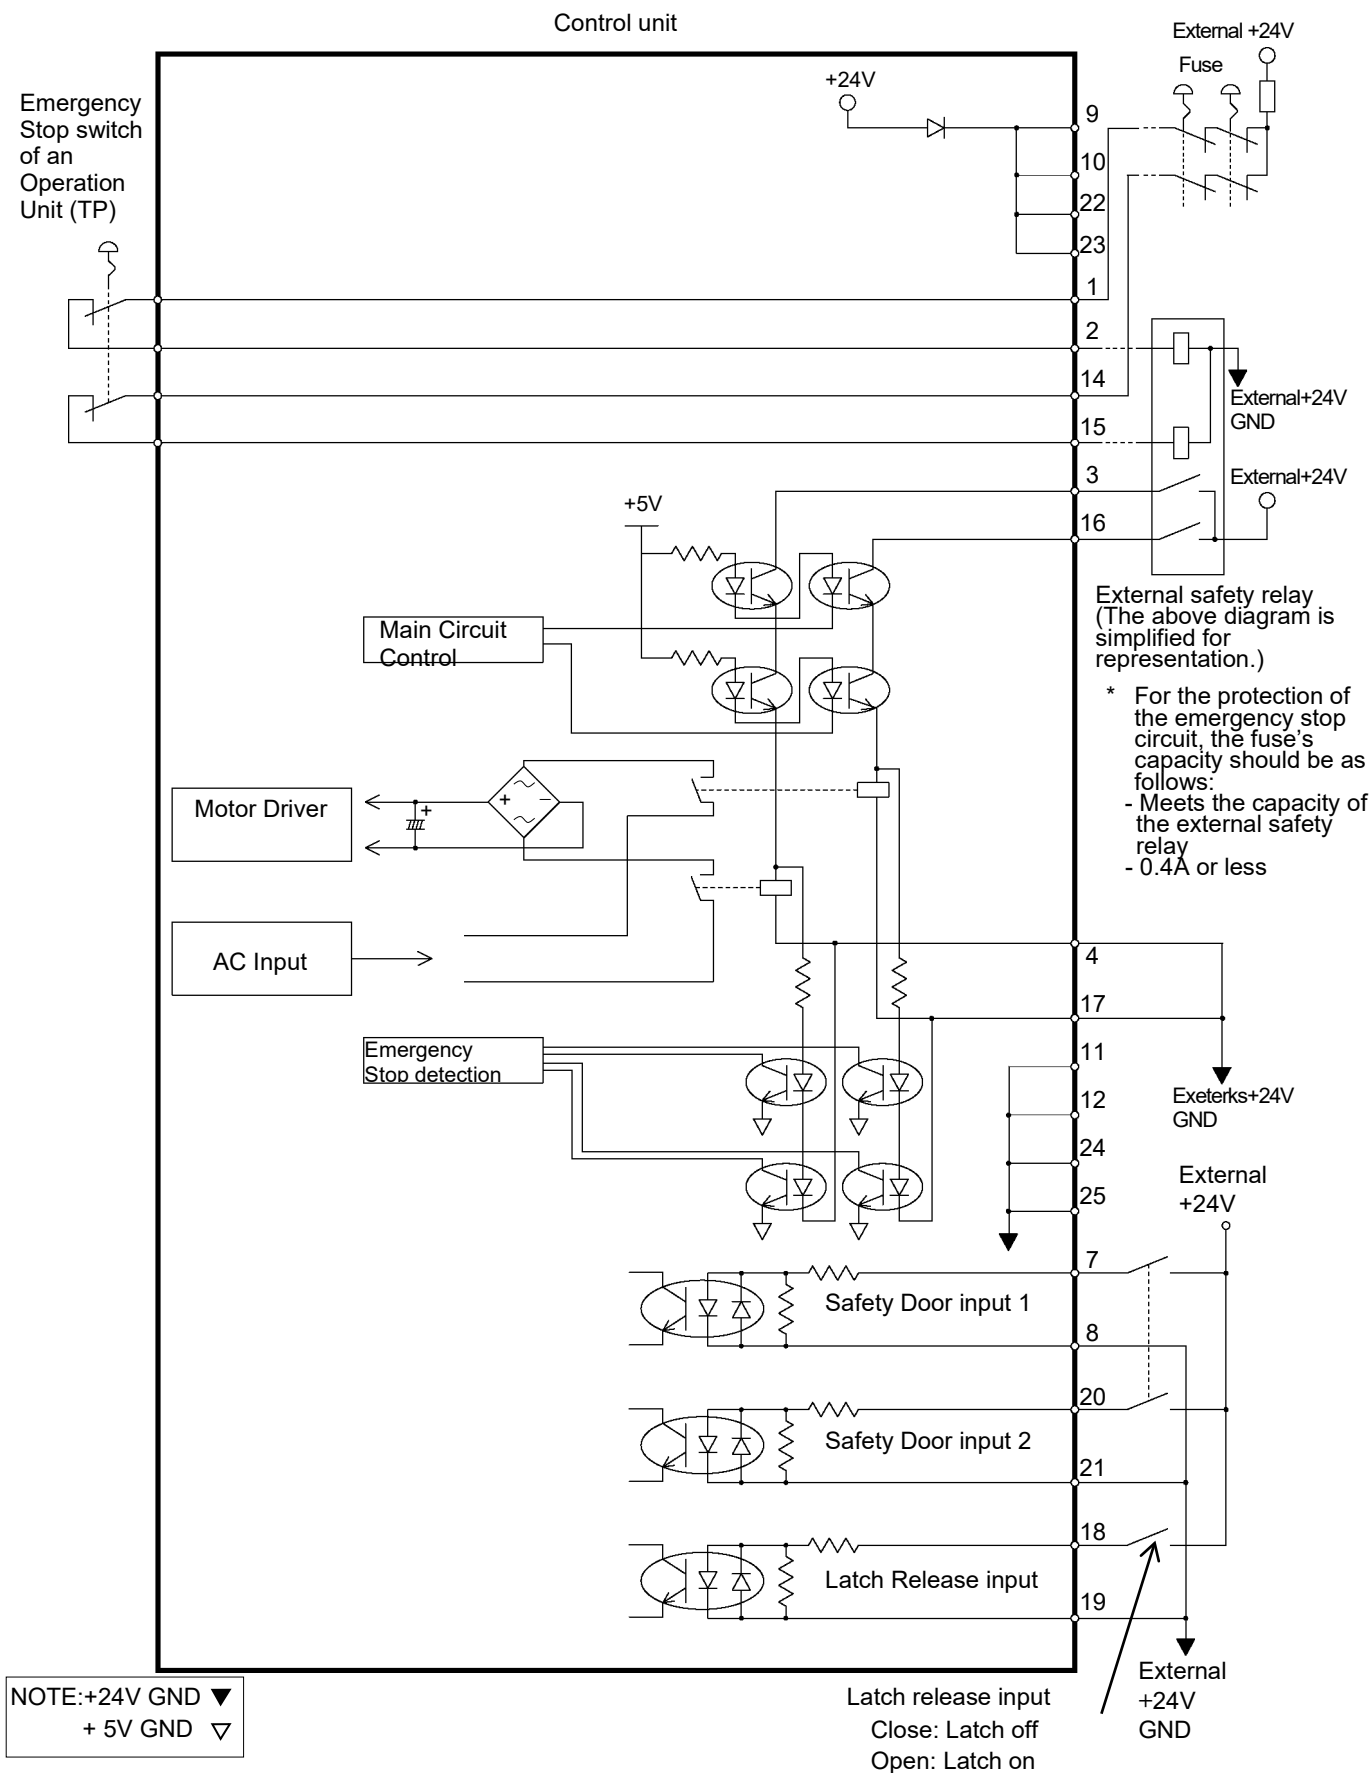 Control unit
External +24V
Fuse
+24V
Emergency
Stop switch
of an
Operation
Unit (TP)
9
10
22
23
1
2
14
15
External+24V
GND
3
External+24V
16
+5V
Main Circuit
Control
External safety relay
(The above diagram is
simplified for
representation.)
* For the protection of
the emergency stop
circuit, the fuse's
capacity should be as
follows:
- Meets the capacity of
the external safety
relay
- 0.4A or less
Motor Driver
+
+
−
AC Input
4
17
Emergency
Stop detection
11
12
24
25
Exeterks+24V
GND
External
+24V
7
Safety Door input 1
8
20
Safety Door input 2
21
18
Latch Release input
19
External
+24V
GND
Latch release input
Close: Latch off
Open: Latch on
NOTE:+24V GND ▼
+ 5V GND ▽